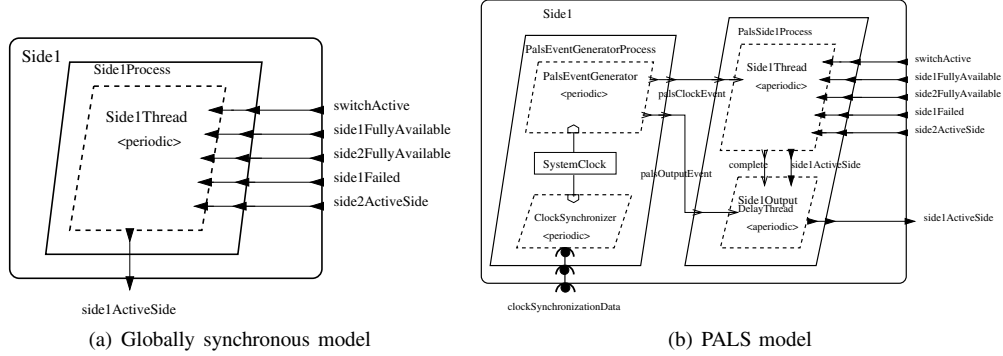 Side1
Side1Process
Side1Thread
<periodic>
switchActive
side1FullyAvailable
side2FullyAvailable
side1Failed
side2ActiveSide
side1ActiveSide
(a) Globally synchronous model
Side1
PalsEventGeneratorProcess
PalsEventGenerator
<periodic>
SystemClock
ClockSynchronizer
<periodic>
clockSynchronizationData
palsClockEvent
palsOutputEvent
PalsSide1Process
Side1Thread
<aperiodic>
complete
side1ActiveSide
Side1Output
DelayThread
<aperiodic>
switchActive
side1FullyAvailable
side2FullyAvailable
side1Failed
side2ActiveSide
side1ActiveSide
(b) PALS model